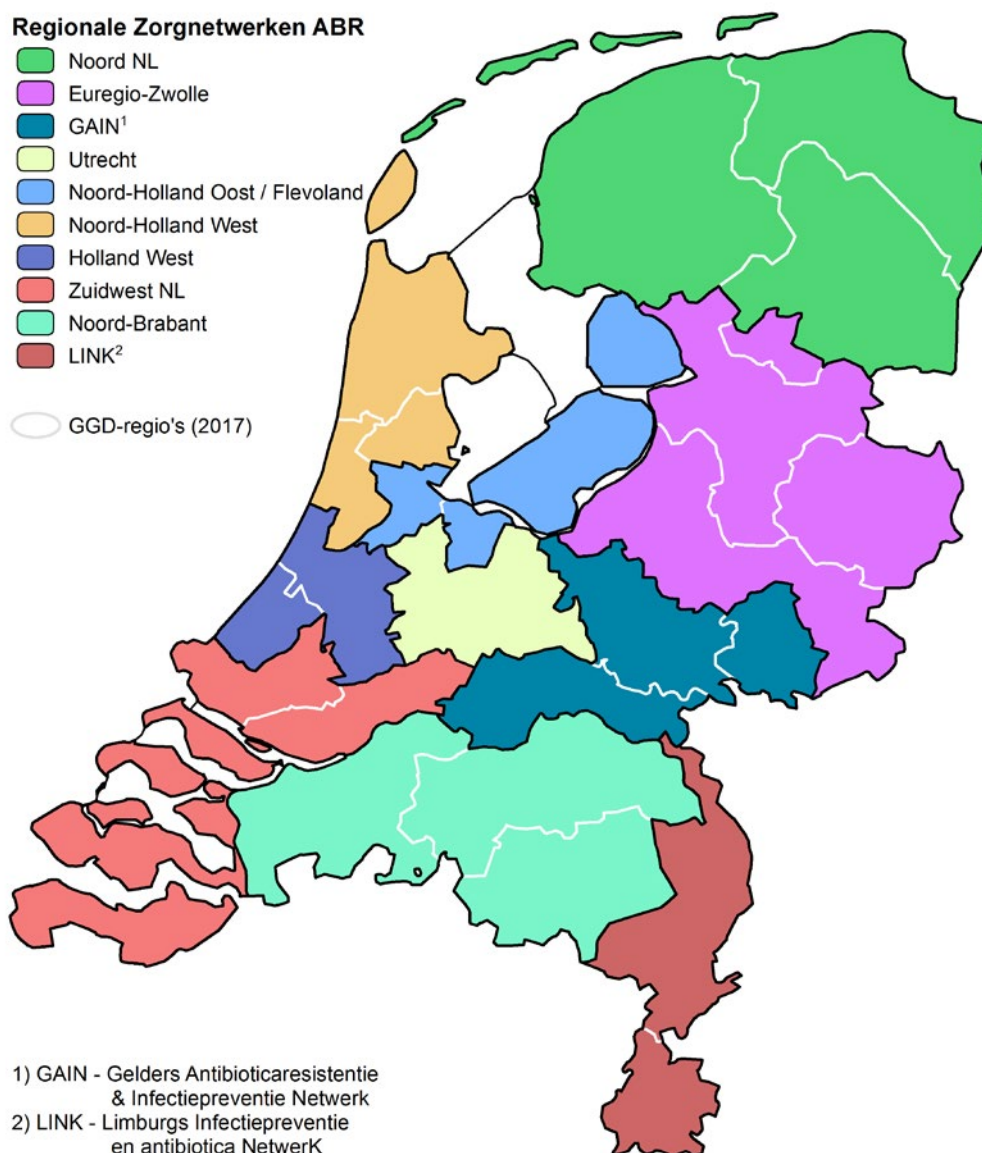 Regionale Zorgnetwerken ABR
Noord NL
Euregio-Zwolle
GAIN¹
Utrecht
Noord-Holland Oost / Flevoland
Noord-Holland West
Holland West
Zuidwest NL
Noord-Brabant
LINK²
GGD-regio's (2017)
1) GAIN - Gelders Antibioticaresistentie
& Infectiepreventie Netwerk
2) LINK - Limburgs Infectiepreventie
en antibiotica NetwerK